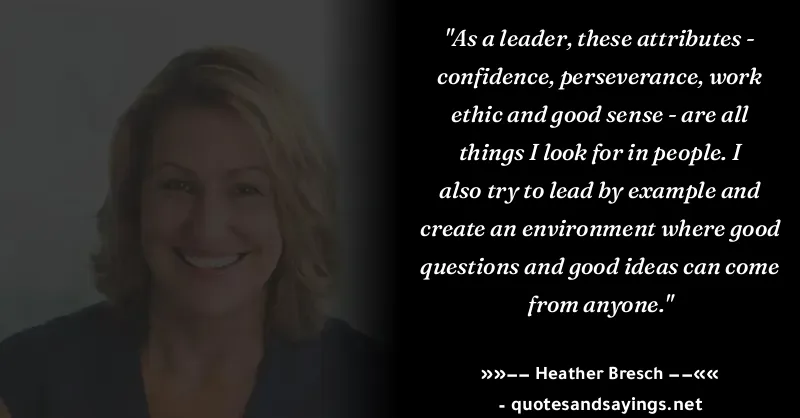 "As a leader, these attributes -
confidence, perseverance, work
ethic and good sense - are all
things I look for in people. I
also try to lead by example and
create an environment where good
questions and good ideas can come
from anyone."
»»−− Heather Bresch −−««
- quotesandsayings.net